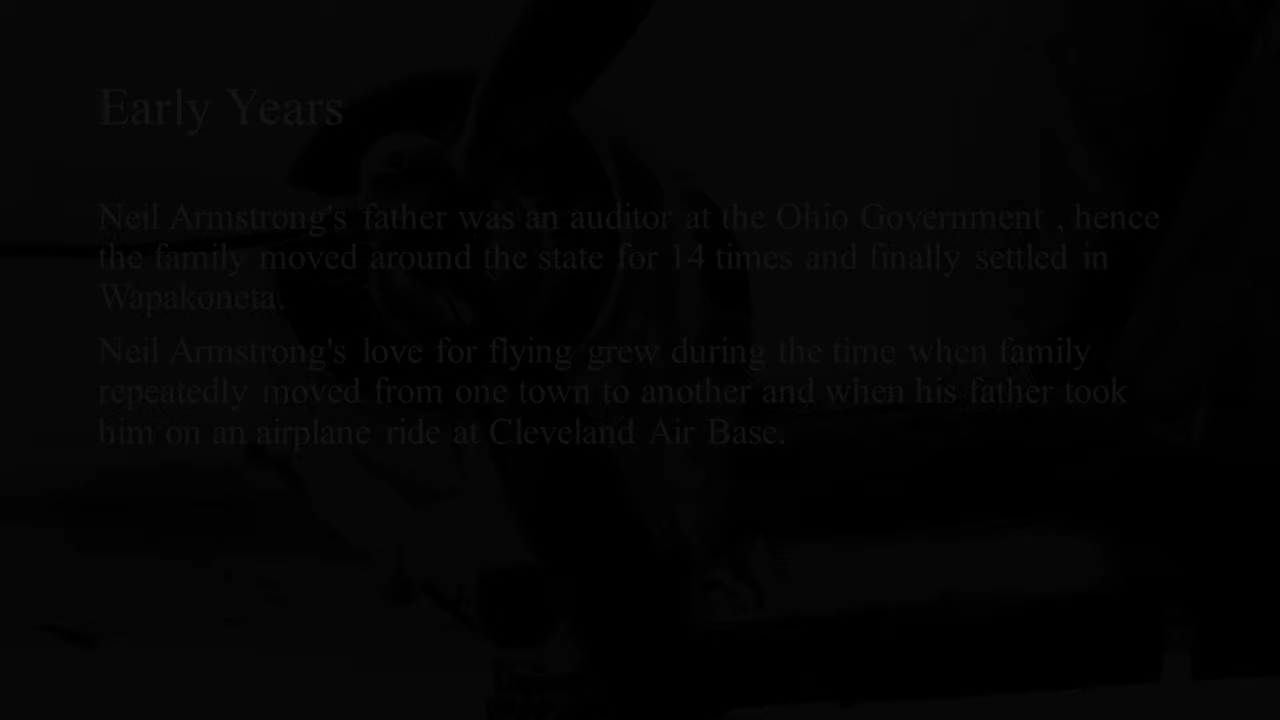 Early Years
Neil Armstrong's father was an auditor at the Ohio Government , hence
the family moved around the state for 14 times and finally settled in
Wapakoneta.
Neil Armstrong's love for flying grew during the time when family
repeatedly moved from one town to another and when his father took
him on an airplane ride at Cleveland Air Base.